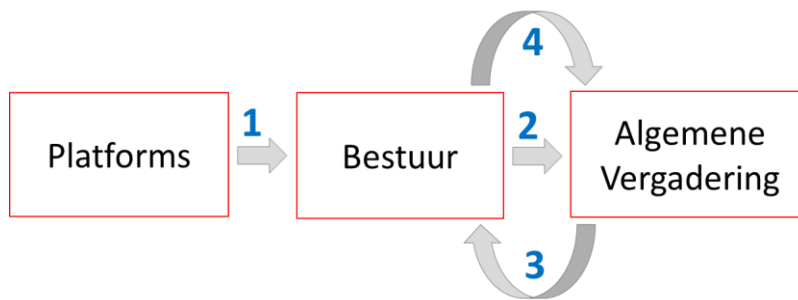 4
1
2
Platforms
Bestuur
Algemene
Vergadering
3